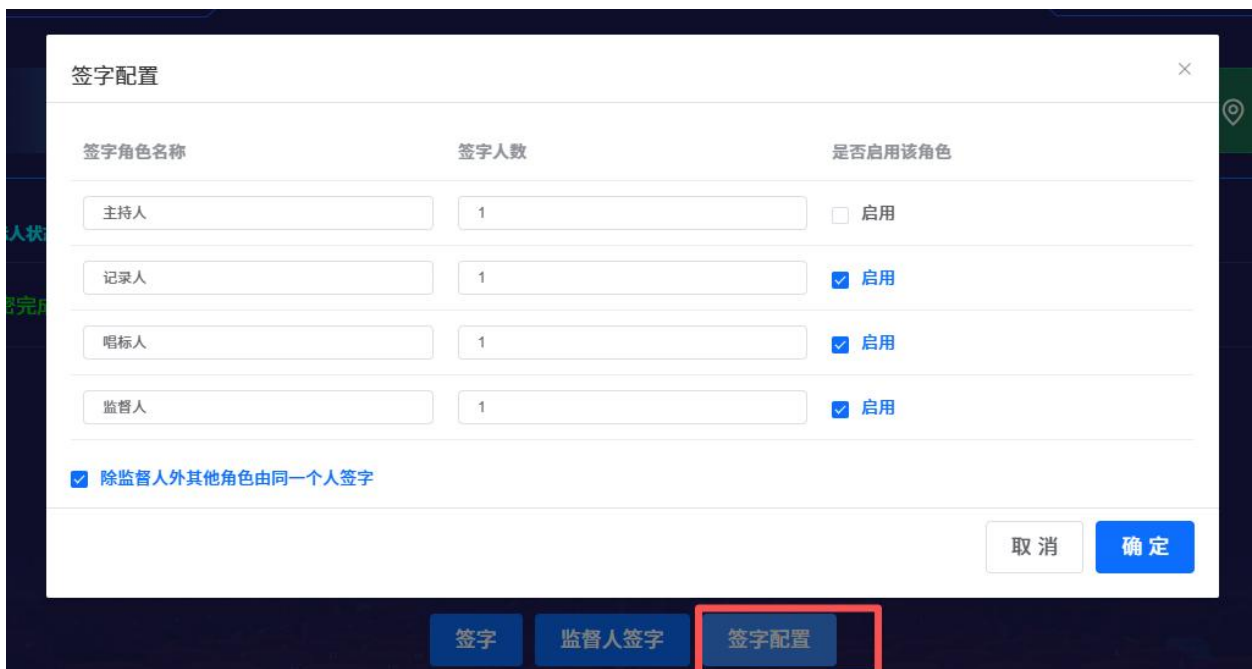 签字配置
签字角色名称 签字人数 是否启用该角色
主持人 1 启用
记录人 1 启用
唱标人 1 启用
监督人 1 启用
除监督人外其他角色由同一个人签字
取消 确定
签字 监督人签字 签字配置